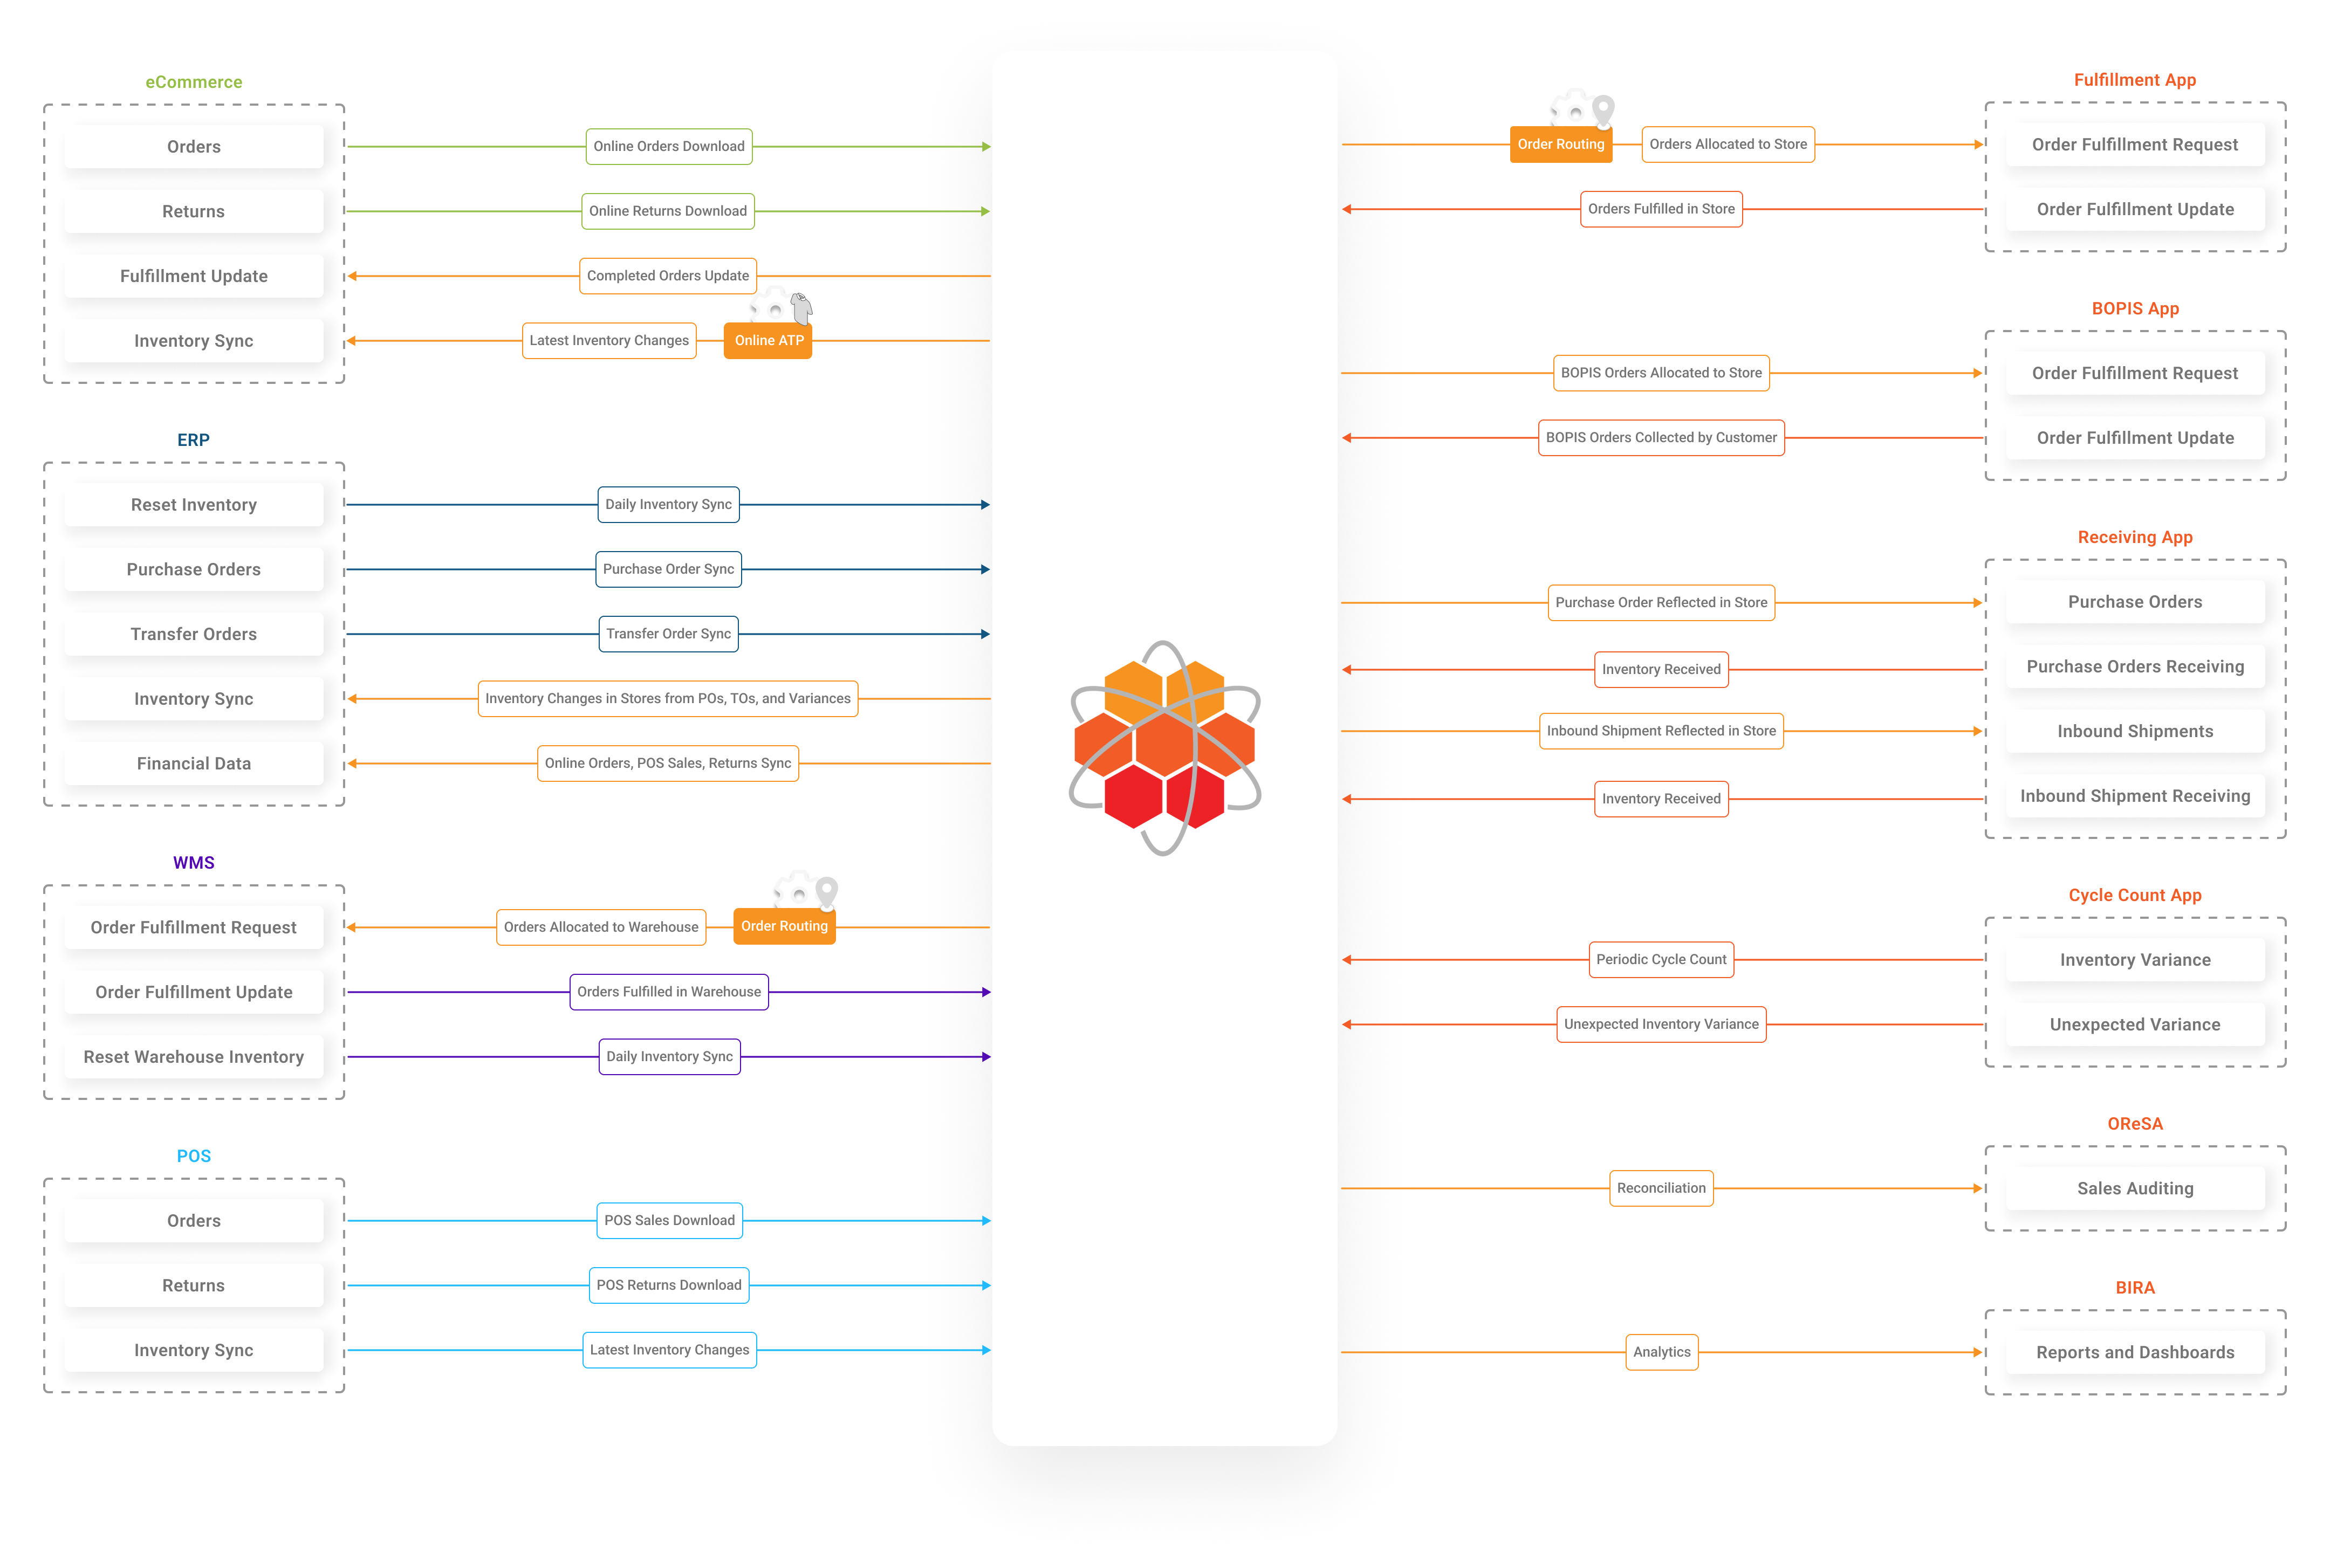 eCommerce
Orders
Online Orders Download
Returns
Online Returns Download
Fulfillment Update
Completed Orders Update
Inventory Sync
Latest Inventory Changes
Online ATP
ERP
Reset Inventory
Daily Inventory Sync
Purchase Orders
Purchase Order Sync
Transfer Orders
Transfer Order Sync
Inventory Sync
Inventory Changes in Stores from POs, TOs, and Variances
Financial Data
Online Orders, POS Sales, Returns Sync
WMS
Order Fulfillment Request
Orders Allocated to Warehouse
Order Routing
Order Fulfillment Update
Orders Fulfilled in Warehouse
Reset Warehouse Inventory
Daily Inventory Sync
POS
Orders
POS Sales Download
Returns
POS Returns Download
Inventory Sync
Latest Inventory Changes
Fulfillment App
Order Routing
Orders Allocated to Store
Order Fulfillment Request
Orders Fulfilled in Store
Order Fulfillment Update
BOPIS App
BOPIS Orders Allocated to Store
Order Fulfillment Request
BOPIS Orders Collected by Customer
Order Fulfillment Update
Receiving App
Purchase Order Reflected in Store
Purchase Orders
Inventory Received
Purchase Orders Receiving
Inbound Shipment Reflected in Store
Inbound Shipments
Inventory Received
Inbound Shipment Receiving
Cycle Count App
Periodic Cycle Count
Inventory Variance
Unexpected Inventory Variance
Unexpected Variance
OReSA
Reconciliation
Sales Auditing
BIRA
Analytics
Reports and Dashboards